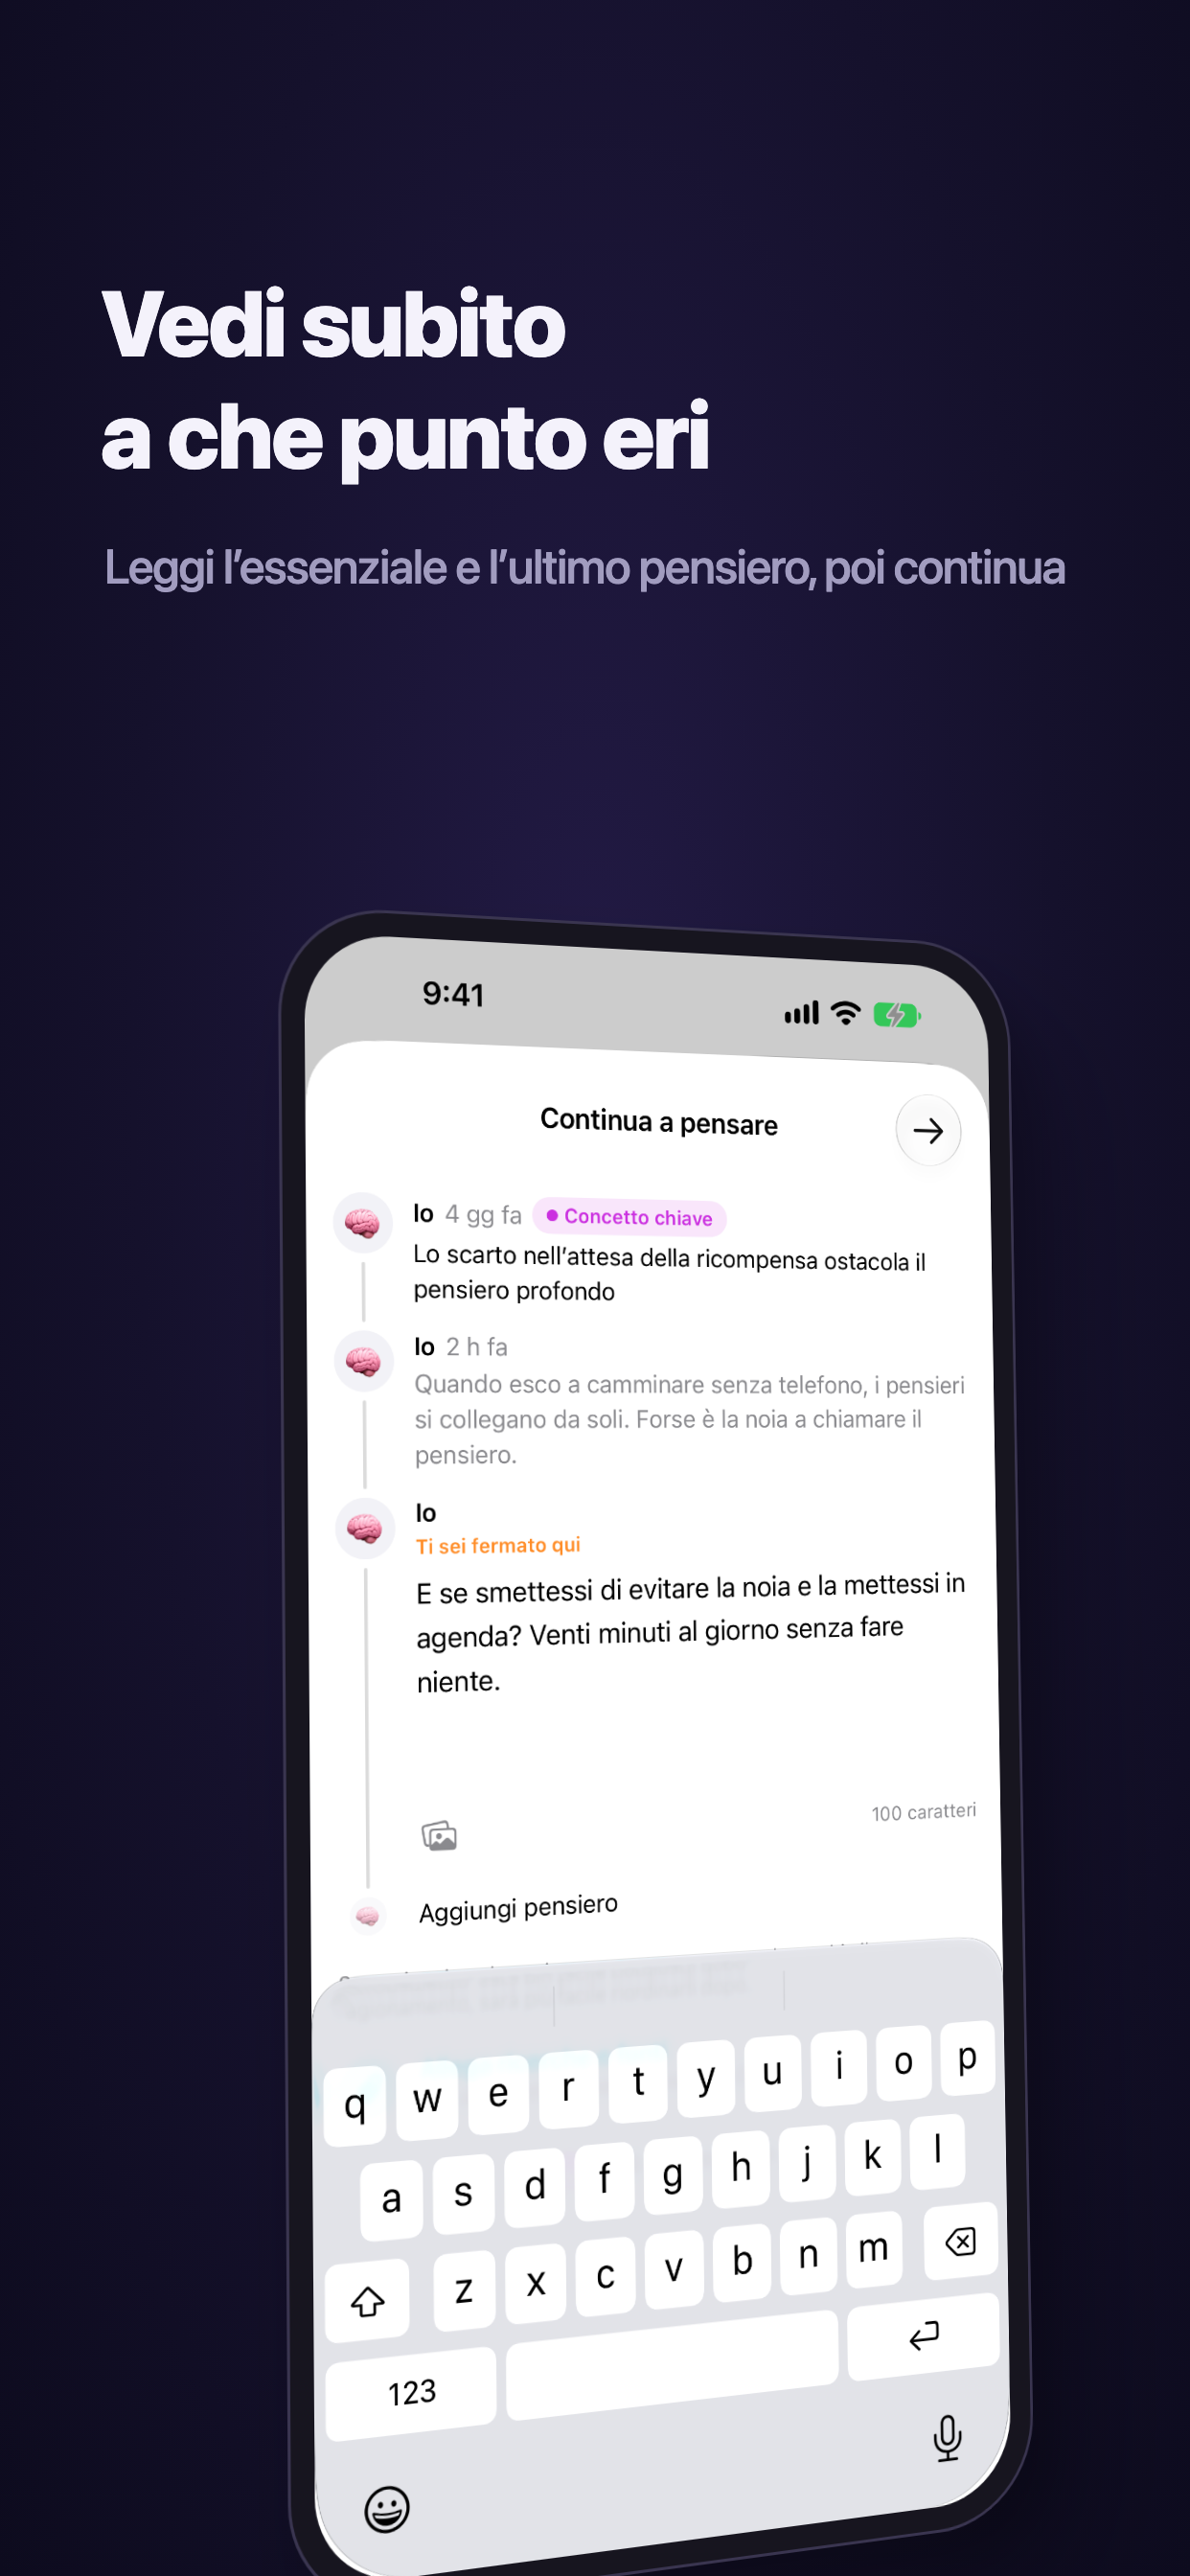 Vedi subito
a che punto eri
Leggi l’essenziale e l’ultimo pensiero, poi continua
9:41
Continua a pensare
Io 4 gg fa Concetto chiave
Lo scarto nell’attesa della ricompensa ostacola il
pensiero profondo
Io 2 h fa
Quando esco a camminare senza telefono, i pensieri
si collegano da soli. Forse è la noia a chiamare il
pensiero.
Io
Ti sei fermato qui
E se smettessi di evitare la noia e la mettessi in
agenda? Venti minuti al giorno senza fare
niente.
100 caratteri
Aggiungi pensiero
q w e r t y u i o p
a s d f g h j k l
z x c v b n m
123